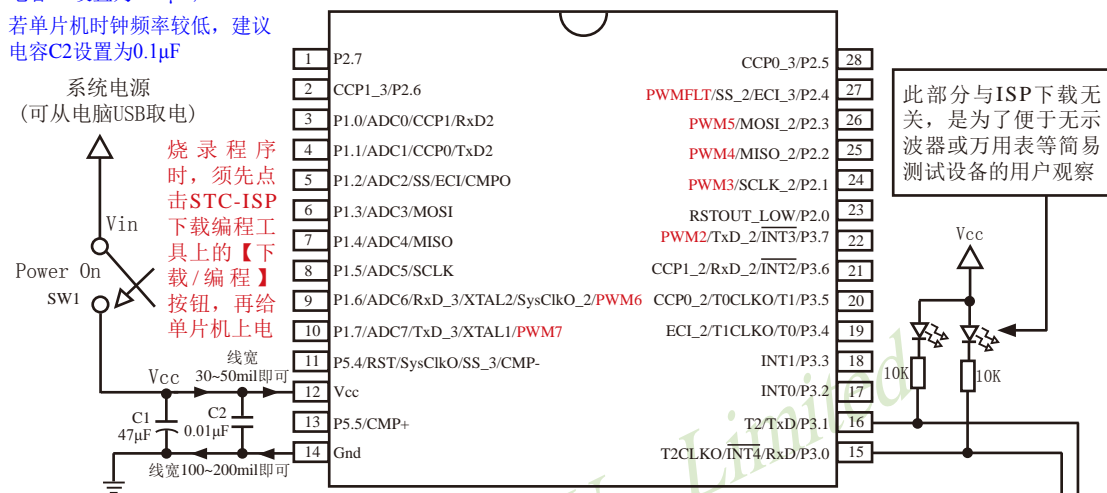 若单片机时钟频率较低，建议
电容C2设置为0.1μF
系统电源
(可从电脑USB取电)
Vin
Power On
SW1
烧录程序
时，须先点
击STC-ISP
下载编程工
具上的【下
载/编程】
按钮，再给
单片机上电
Vcc
线宽
30~50mil即可
C1
47μF
C2
0.01μF
线宽100~200mil即可
1 P2.7
2 CCP1_3/P2.6
3 P1.0/ADC0/CCP1/RxD2
4 P1.1/ADC1/CCP0/TxD2
5 P1.2/ADC2/SS/ECI/CMPO
6 P1.3/ADC3/MOSI
7 P1.4/ADC4/MISO
8 P1.5/ADC5/SCLK
9 P1.6/ADC6/RxD_3/XTAL2/SysClkO_2/PWM6
10 P1.7/ADC7/TxD_3/XTAL1/PWM7
11 P5.4/RST/SysClkO/SS_3/CMP-
12 Vcc
13 P5.5/CMP+
14 Gnd
CCP0_3/P2.5 28
PWMFLT/SS_2/ECI_3/P2.4 27
PWM5/MOSI_2/P2.3 26
PWM4/MISO_2/P2.2 25
PWM3/SCLK_2/P2.1 24
RSTOUT_LOW/P2.0 23
PWM2/TxD_2/INT3/P3.7 22
CCP1_2/RxD_2/INT2/P3.6 21
CCP0_2/T0CLKO/T1/P3.5 20
ECI_2/T1CLKO/T0/P3.4 19
INT1/P3.3 18
INT0/P3.2 17
T2/TxD/P3.1 16
T2CLKO/INT4/RxD/P3.0 15
此部分与ISP下载无
关，是为了便于无示
波器或万用表等简易
测试设备的用户观察
Vcc
10K
10K
Limited